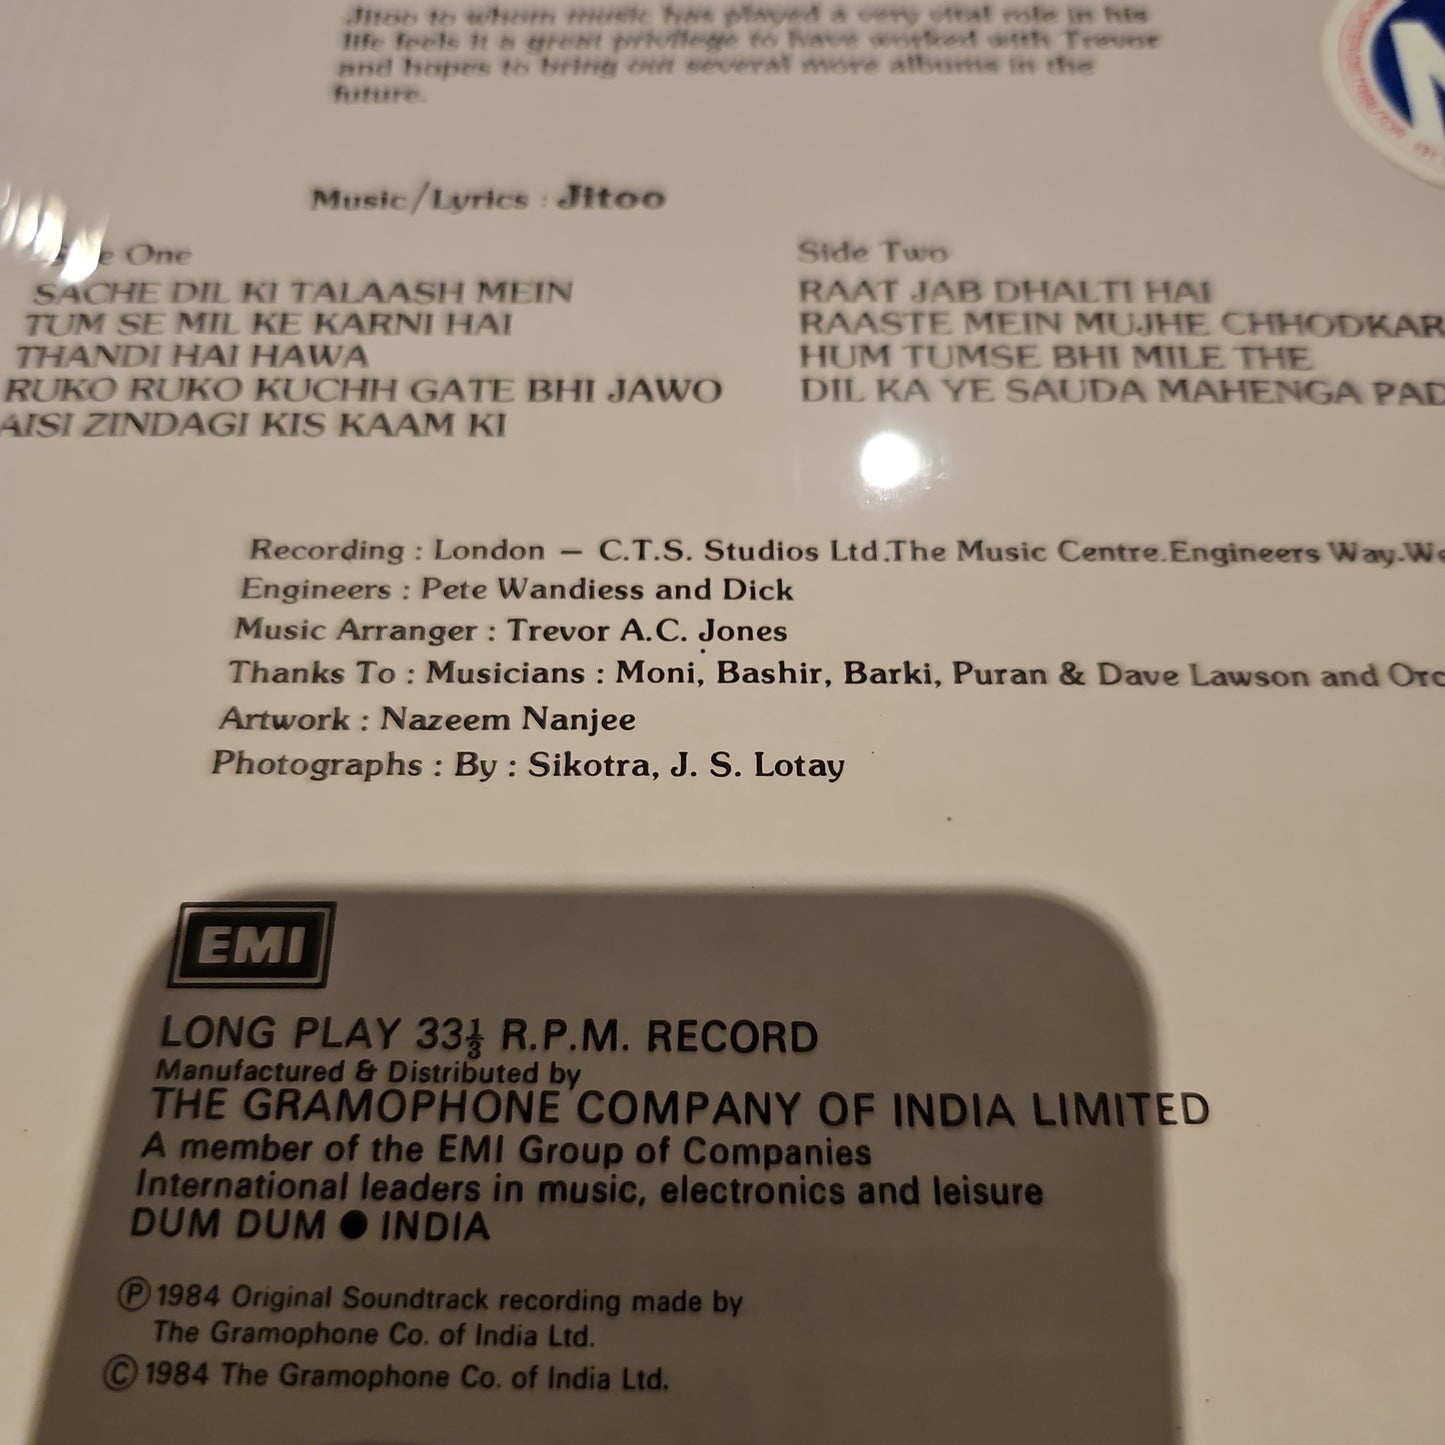 Jitoo to whom music has played a very vital role in his
life feels it a great privilege to have worked with Trevor
and hopes to bring out several more albums in the
future.
Music/Lyrics : Jitoo
One
SACHE DIL KI TALAASH MEIN
TUM SE MIL KE KARNI HAI
THANDI HAI HAWA
RUKO RUKO KUCHH GATE BHI JAWO
AISI ZINDAGI KIS KAAM KI
Side Two
RAAT JAB DHALTI HAI
RAASTE MEIN MUJHE CHHODKAR
HUM TUMSE BHI MILE THE
DIL KA YE SAUDA MAHENGA PAD
Recording : London — C.T.S. Studios Ltd.The Music Centre.Engineers Way.We
Engineers : Pete Wandiess and Dick
Music Arranger : Trevor A.C. Jones
Thanks To : Musicians : Moni, Bashir, Barki, Puran & Dave Lawson and Orc
Artwork : Nazeem Nanjee
Photographs : By : Sikotra, J. S. Lotay
EMI
LONG PLAY 33⅓ R.P.M. RECORD
Manufactured & Distributed by
THE GRAMOPHONE COMPANY OF INDIA LIMITED
A member of the EMI Group of Companies
International leaders in music, electronics and leisure
DUM DUM ● INDIA
Ⓟ 1984 Original Soundtrack recording made by
The Gramophone Co. of India Ltd.
© 1984 The Gramophone Co. of India Ltd.